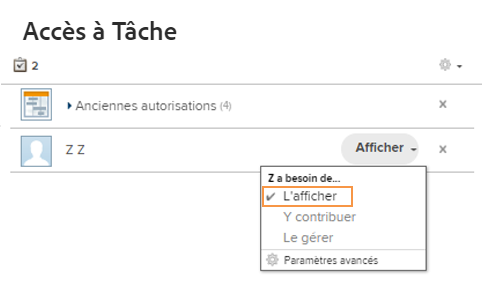 Accès à Tâche
2
Anciennes autorisations (4)
Z Z
Afficher
Z a besoin de...
L'afficher
Y contribuer
Le gérer
Paramètres avancés